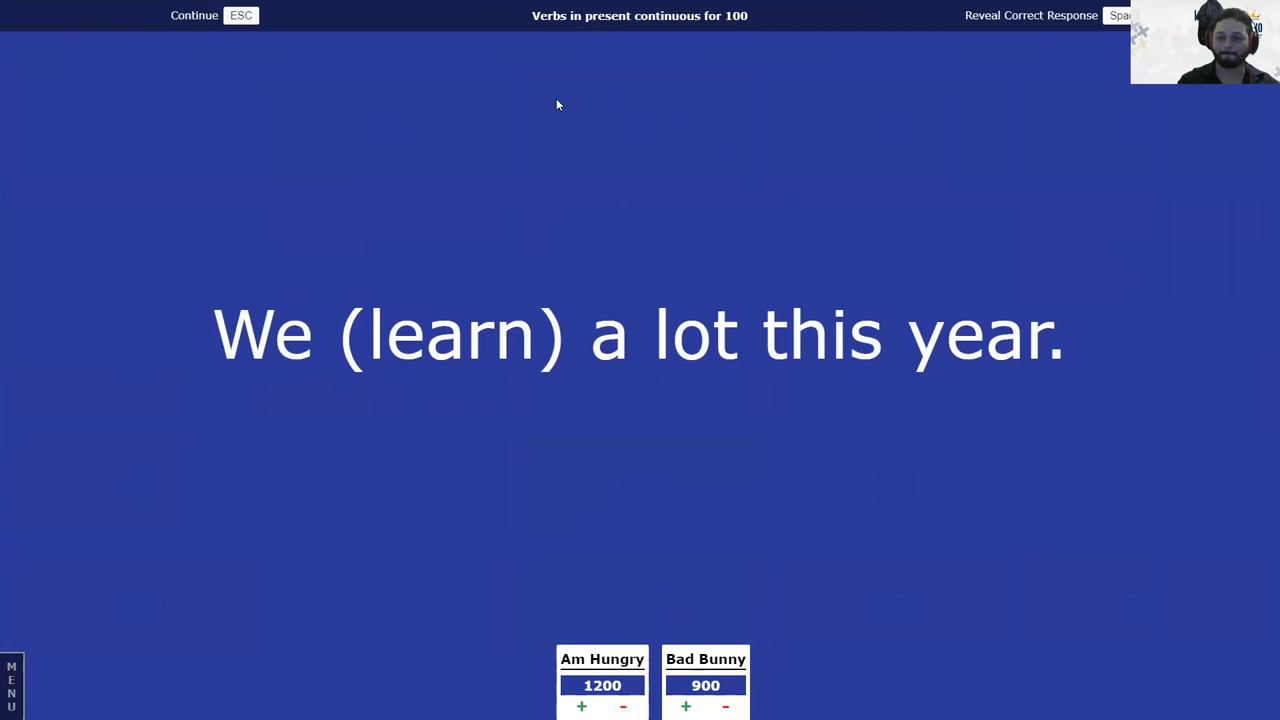 Continue ESC
Verbs in present continuous for 100
Reveal Correct Response
We (learn) a lot this year.
Am Hungry
1200
+ -
Bad Bunny
900
+ -
MENU